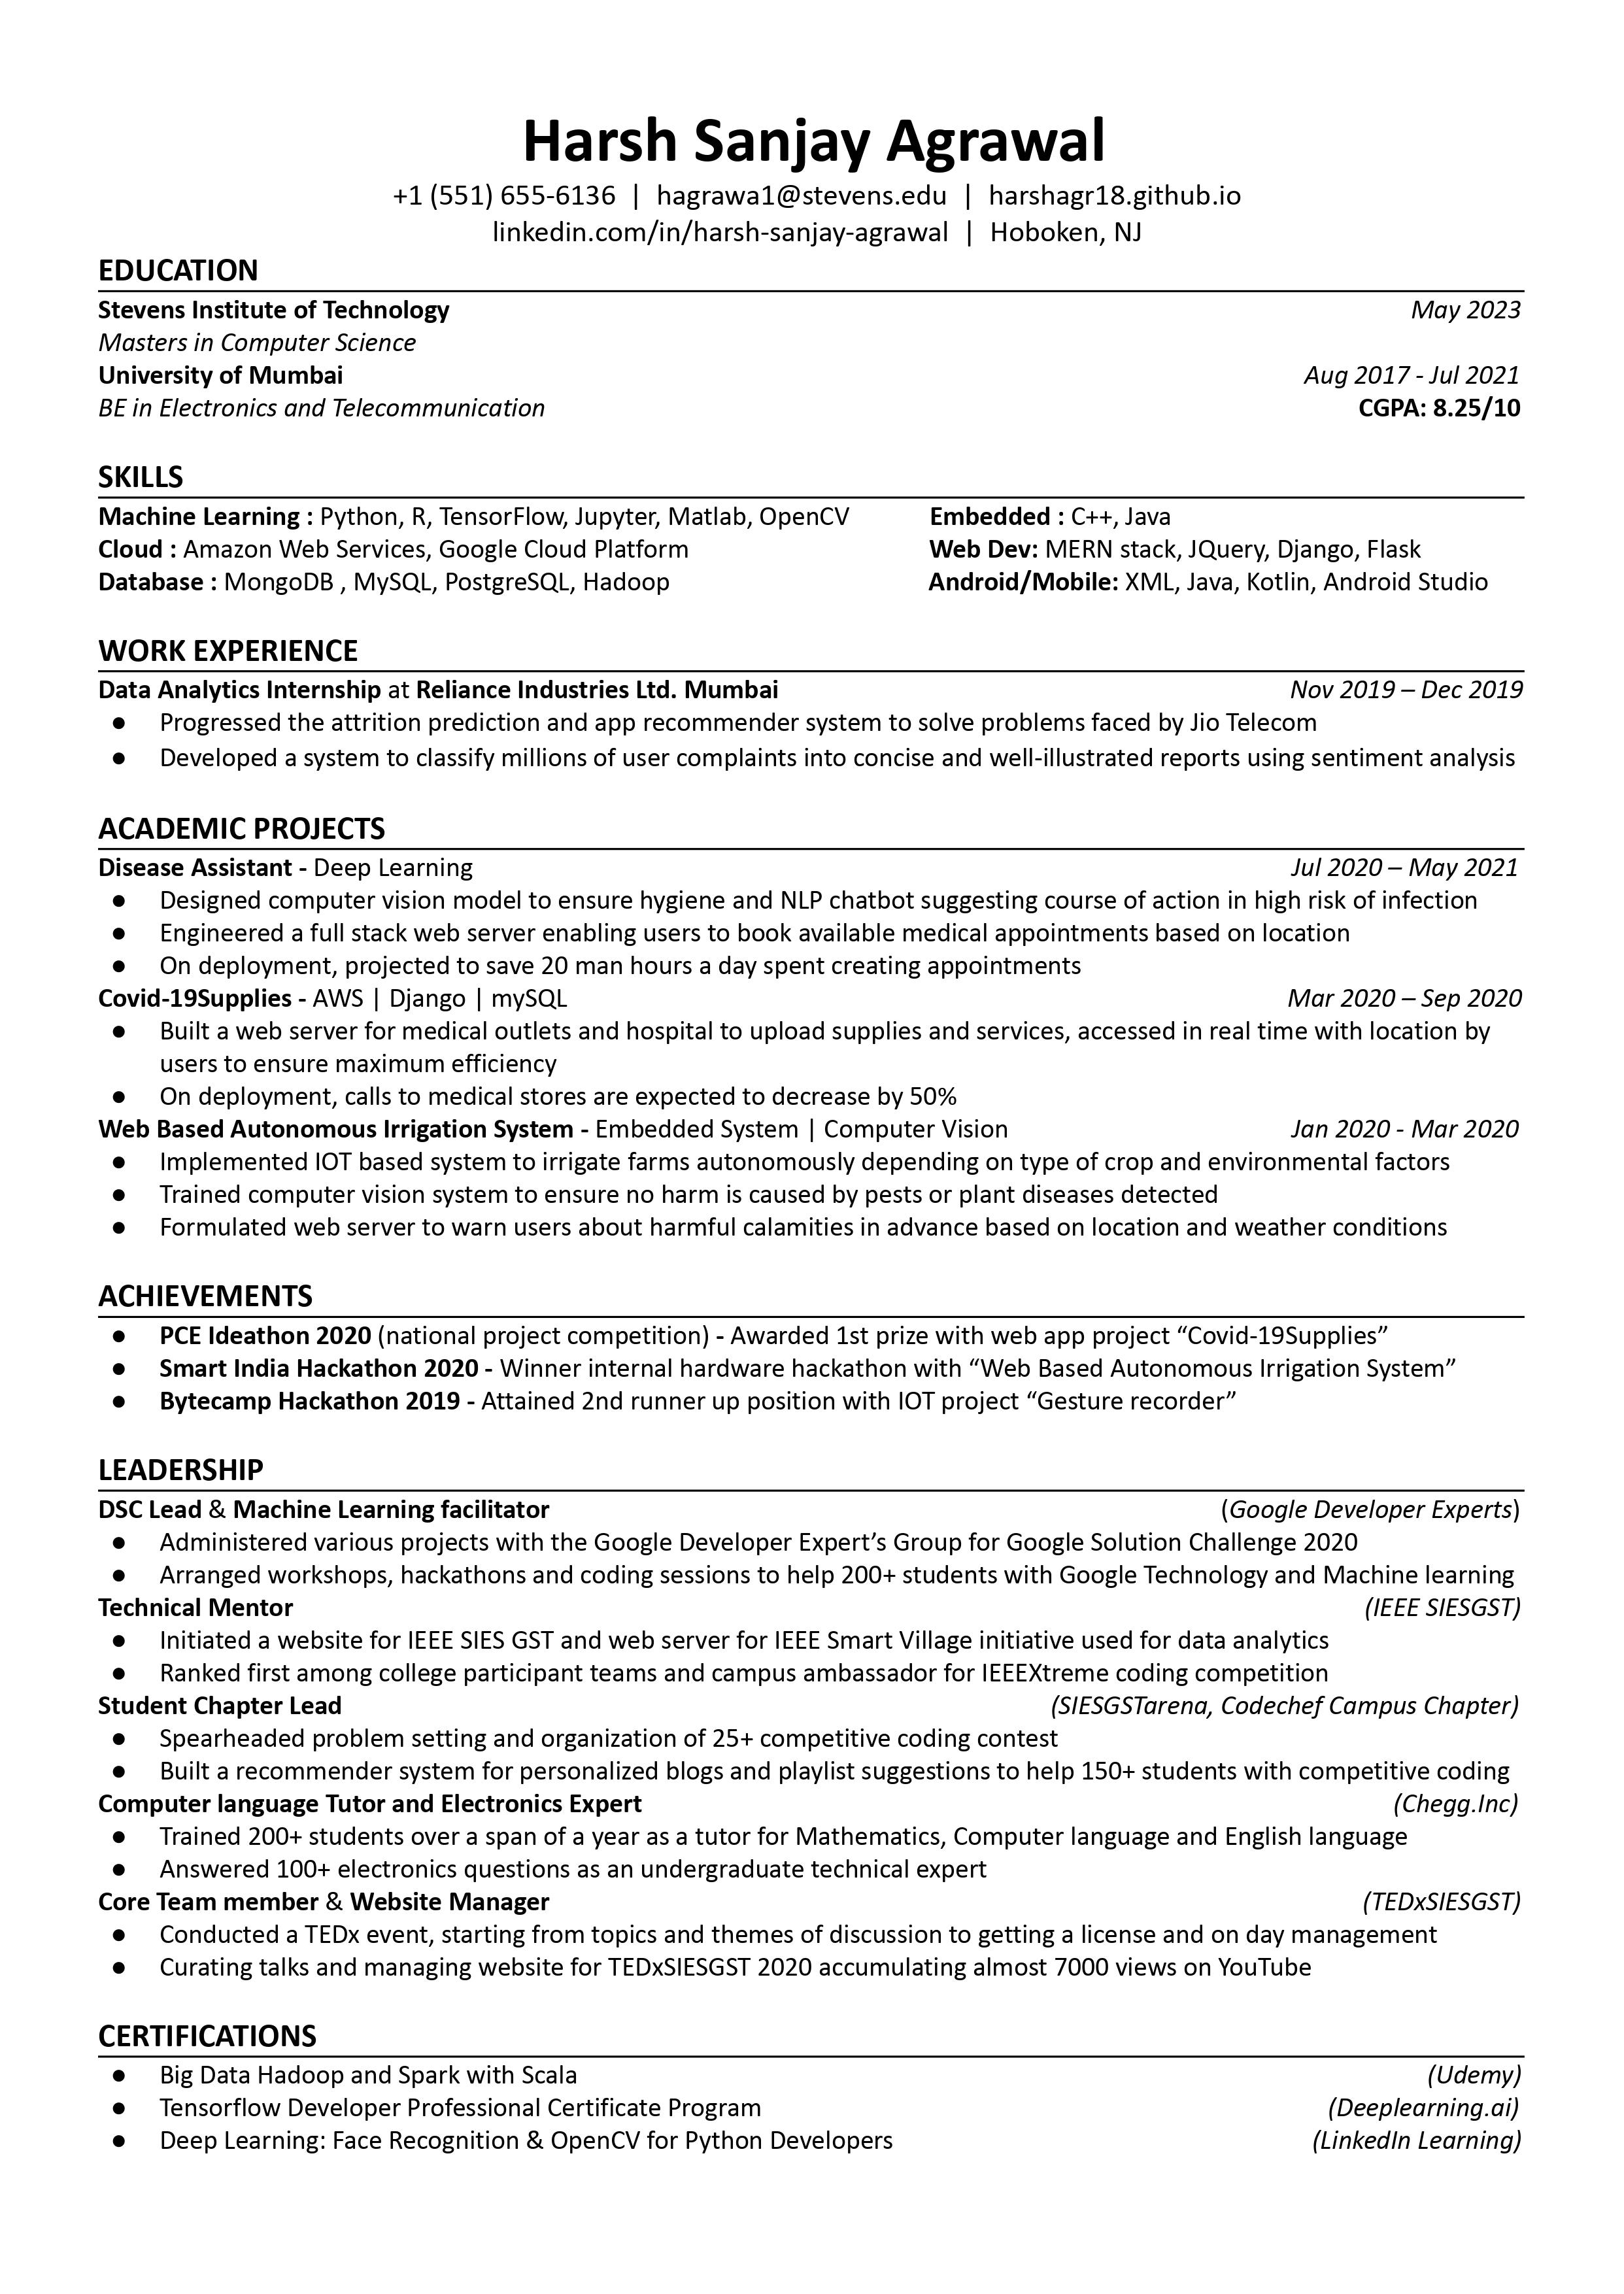 Harsh Sanjay Agrawal
+1 (551) 655-6136 | hagrawa1@stevens.edu | harshagr18.github.io
linkedin.com/in/harsh-sanjay-agrawal | Hoboken, NJ
EDUCATION
Stevens Institute of Technology May 2023
Masters in Computer Science
University of Mumbai Aug 2017 - Jul 2021
BE in Electronics and Telecommunication CGPA: 8.25/10
SKILLS
Machine Learning : Python, R, TensorFlow, Jupyter, Matlab, OpenCV Embedded : C++, Java
Cloud : Amazon Web Services, Google Cloud Platform Web Dev: MERN stack, JQuery, Django, Flask
Database : MongoDB , MySQL, PostgreSQL, Hadoop Android/Mobile: XML, Java, Kotlin, Android Studio
WORK EXPERIENCE
Data Analytics Internship at Reliance Industries Ltd. Mumbai Nov 2019 – Dec 2019
● Progressed the attrition prediction and app recommender system to solve problems faced by Jio Telecom
● Developed a system to classify millions of user complaints into concise and well-illustrated reports using sentiment analysis
ACADEMIC PROJECTS
Disease Assistant - Deep Learning Jul 2020 – May 2021
● Designed computer vision model to ensure hygiene and NLP chatbot suggesting course of action in high risk of infection
● Engineered a full stack web server enabling users to book available medical appointments based on location
● On deployment, projected to save 20 man hours a day spent creating appointments
Covid-19Supplies - AWS | Django | mySQL Mar 2020 – Sep 2020
● Built a web server for medical outlets and hospital to upload supplies and services, accessed in real time with location by
users to ensure maximum efficiency
● On deployment, calls to medical stores are expected to decrease by 50%
Web Based Autonomous Irrigation System - Embedded System | Computer Vision Jan 2020 - Mar 2020
● Implemented IOT based system to irrigate farms autonomously depending on type of crop and environmental factors
● Trained computer vision system to ensure no harm is caused by pests or plant diseases detected
● Formulated web server to warn users about harmful calamities in advance based on location and weather conditions
ACHIEVEMENTS
● PCE Ideathon 2020 (national project competition) - Awarded 1st prize with web app project “Covid-19Supplies”
● Smart India Hackathon 2020 - Winner internal hardware hackathon with “Web Based Autonomous Irrigation System”
● Bytecamp Hackathon 2019 - Attained 2nd runner up position with IOT project “Gesture recorder”
LEADERSHIP
DSC Lead & Machine Learning facilitator (Google Developer Experts)
● Administered various projects with the Google Developer Expert’s Group for Google Solution Challenge 2020
● Arranged workshops, hackathons and coding sessions to help 200+ students with Google Technology and Machine learning
Technical Mentor (IEEE SIESGST)
● Initiated a website for IEEE SIES GST and web server for IEEE Smart Village initiative used for data analytics
● Ranked first among college participant teams and campus ambassador for IEEEXtreme coding competition
Student Chapter Lead (SIESGSTarena, Codechef Campus Chapter)
● Spearheaded problem setting and organization of 25+ competitive coding contest
● Built a recommender system for personalized blogs and playlist suggestions to help 150+ students with competitive coding
Computer language Tutor and Electronics Expert (Chegg.Inc)
● Trained 200+ students over a span of a year as a tutor for Mathematics, Computer language and English language
● Answered 100+ electronics questions as an undergraduate technical expert
Core Team member & Website Manager (TEDxSIESGST)
● Conducted a TEDx event, starting from topics and themes of discussion to getting a license and on day management
● Curating talks and managing website for TEDxSIESGST 2020 accumulating almost 7000 views on YouTube
CERTIFICATIONS
● Big Data Hadoop and Spark with Scala (Udemy)
● Tensorflow Developer Professional Certificate Program (Deeplearning.ai)
● Deep Learning: Face Recognition & OpenCV for Python Developers (LinkedIn Learning)